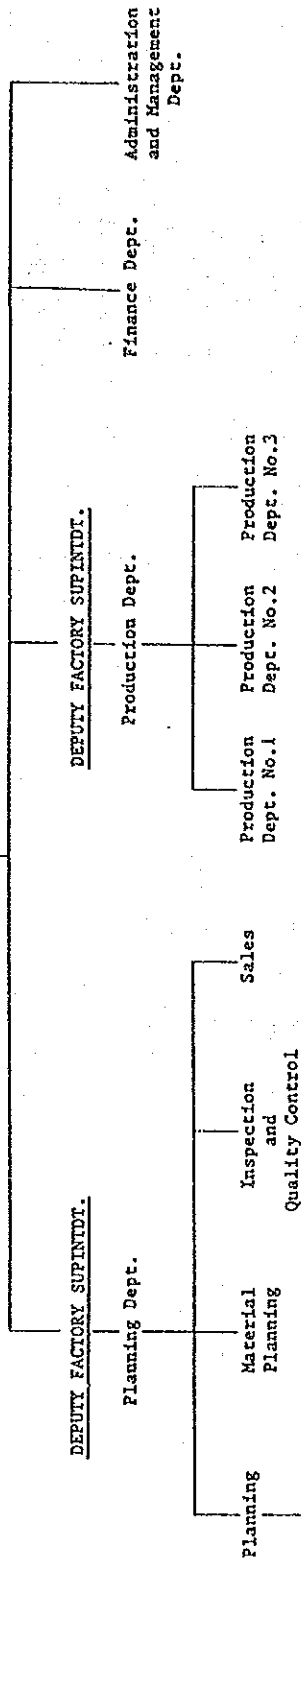 DEPUTY FACTORY SUPINTDT.
DEPUTY FACTORY SUPINTDT.
Planning Dept.
Production Dept.
Finance Dept.
Administration
and Management
Dept.
Planning
Material
Planning
Inspection
and
Quality Control
Sales
Production
Dept. No.1
Production
Dept. No.2
Production
Dept. No.3